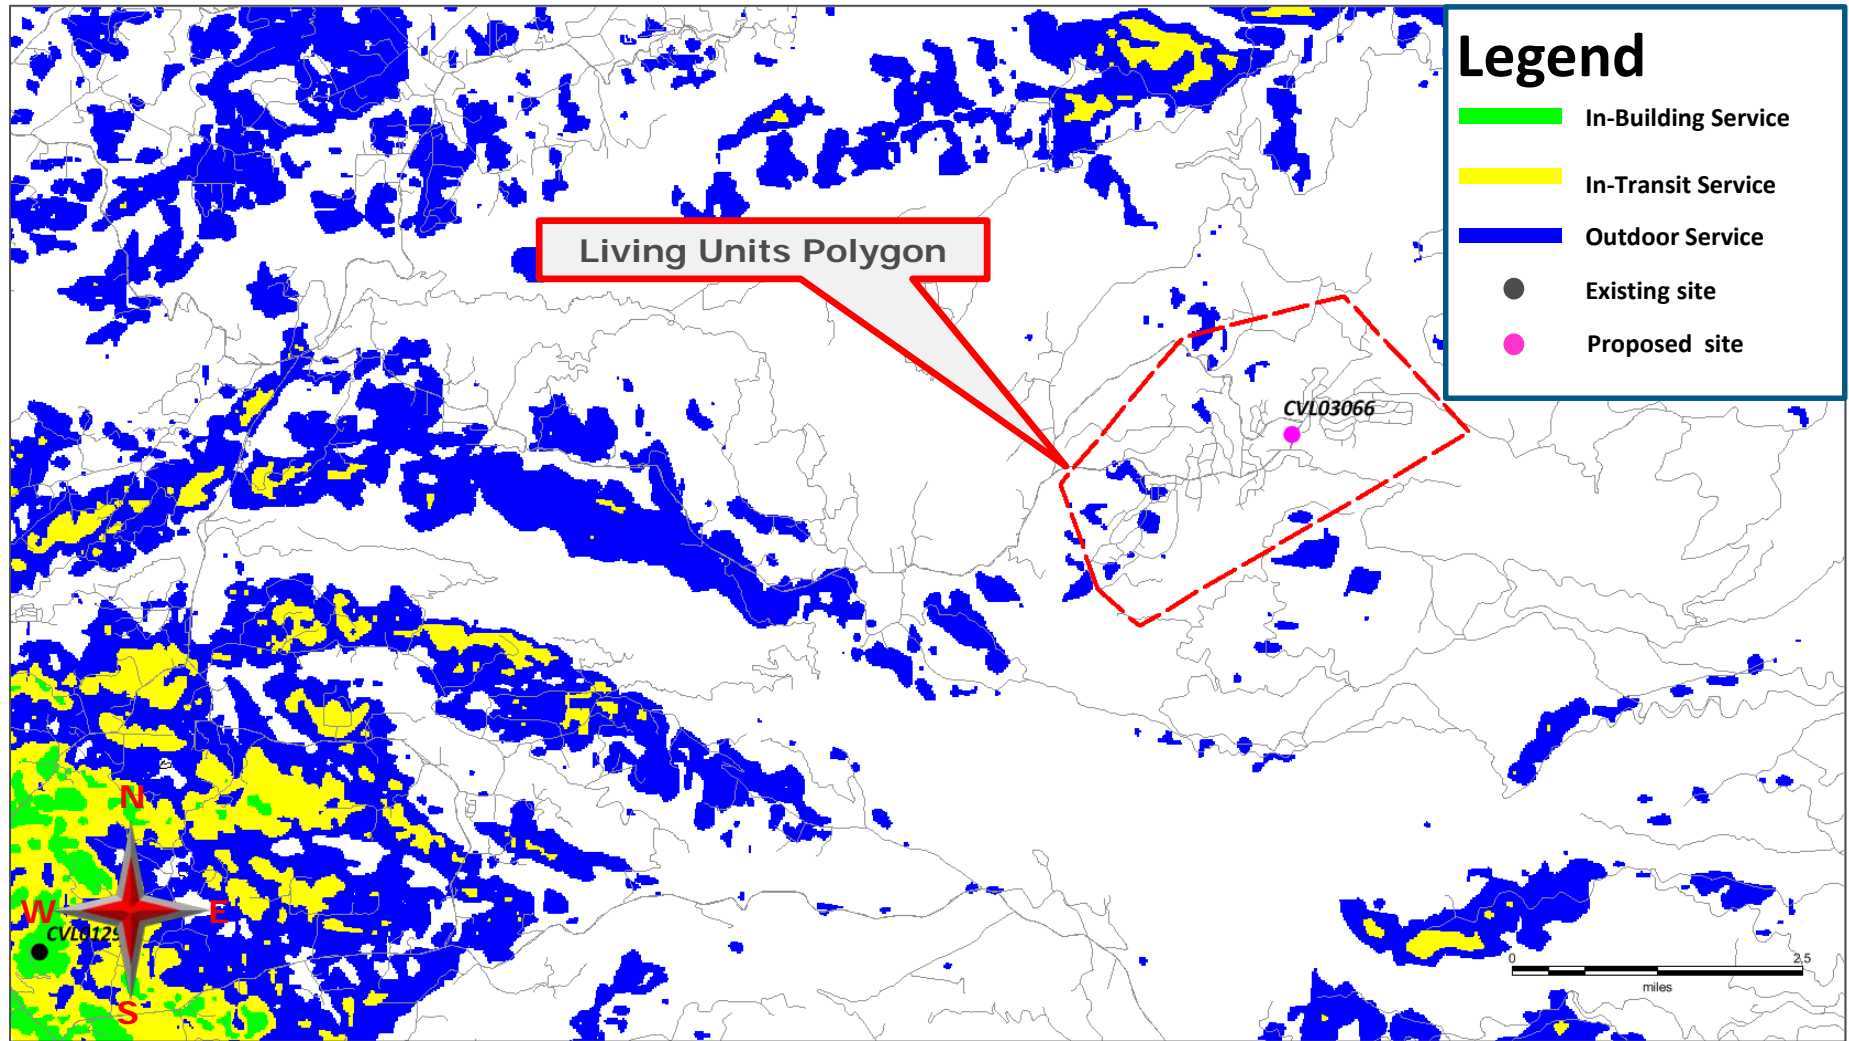 Legend
In-Building Service
In-Transit Service
Outdoor Service
Existing site
Proposed site
Living Units Polygon
CVL03066
N
W
E
CVL0129
S
0
2.5
miles